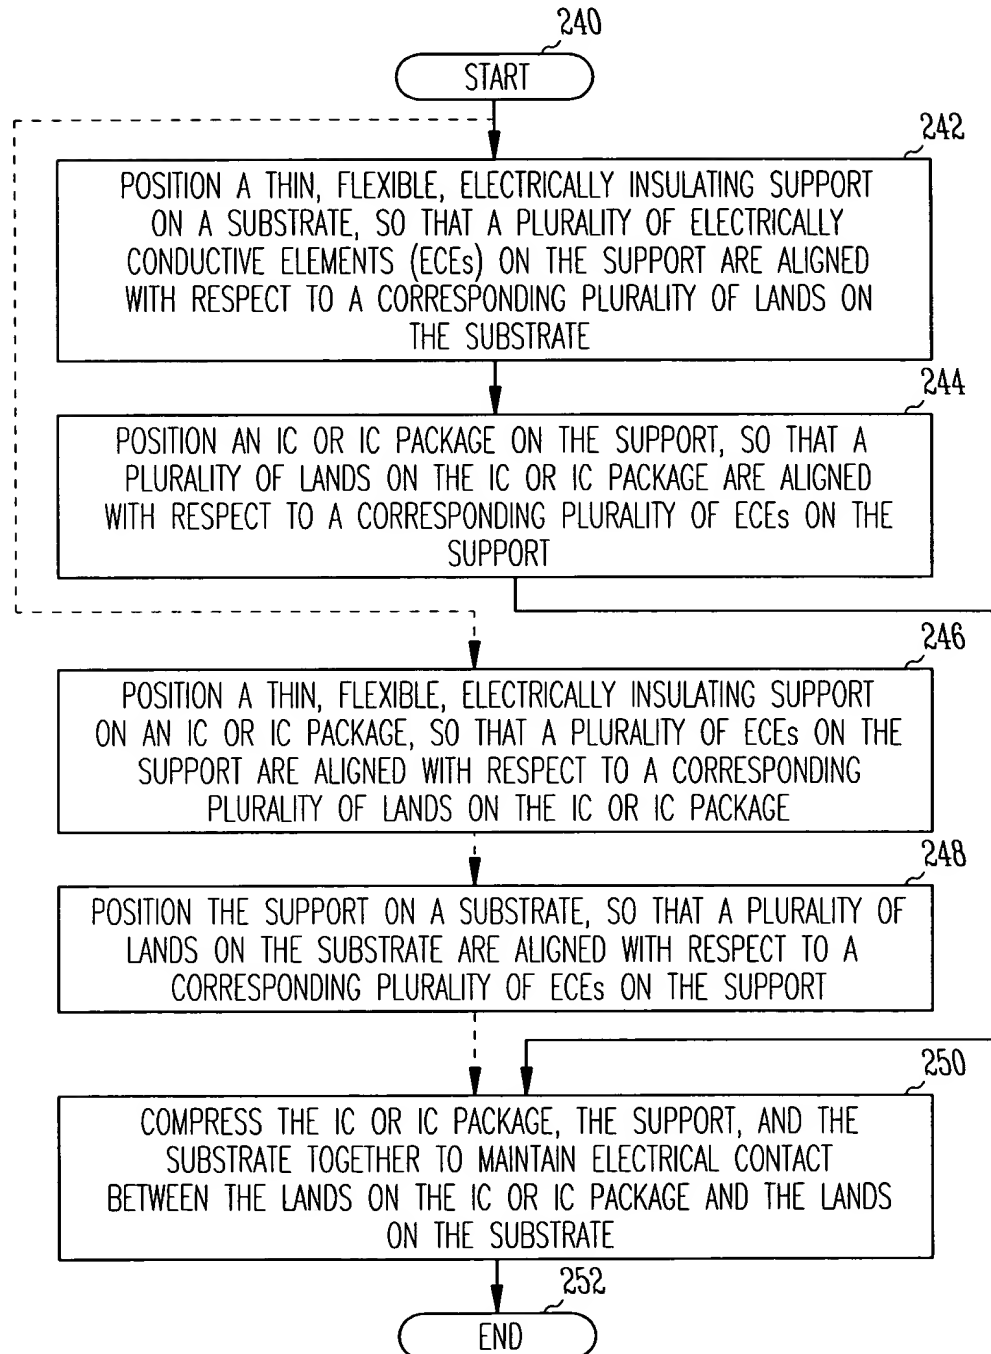 240
START
242
POSITION A THIN, FLEXIBLE, ELECTRICALLY INSULATING SUPPORT
ON A SUBSTRATE, SO THAT A PLURALITY OF ELECTRICALLY
CONDUCTIVE ELEMENTS (ECEs) ON THE SUPPORT ARE ALIGNED
WITH RESPECT TO A CORRESPONDING PLURALITY OF LANDS ON
THE SUBSTRATE
244
POSITION AN IC OR IC PACKAGE ON THE SUPPORT, SO THAT A
PLURALITY OF LANDS ON THE IC OR IC PACKAGE ARE ALIGNED
WITH RESPECT TO A CORRESPONDING PLURALITY OF ECEs ON THE
SUPPORT
246
POSITION A THIN, FLEXIBLE, ELECTRICALLY INSULATING SUPPORT
ON AN IC OR IC PACKAGE, SO THAT A PLURALITY OF ECEs ON THE
SUPPORT ARE ALIGNED WITH RESPECT TO A CORRESPONDING
PLURALITY OF LANDS ON THE IC OR IC PACKAGE
248
POSITION THE SUPPORT ON A SUBSTRATE, SO THAT A PLURALITY OF
LANDS ON THE SUBSTRATE ARE ALIGNED WITH RESPECT TO A
CORRESPONDING PLURALITY OF ECEs ON THE SUPPORT
250
COMPRESS THE IC OR IC PACKAGE, THE SUPPORT, AND THE
SUBSTRATE TOGETHER TO MAINTAIN ELECTRICAL CONTACT
BETWEEN THE LANDS ON THE IC OR IC PACKAGE AND THE LANDS
ON THE SUBSTRATE
252
END